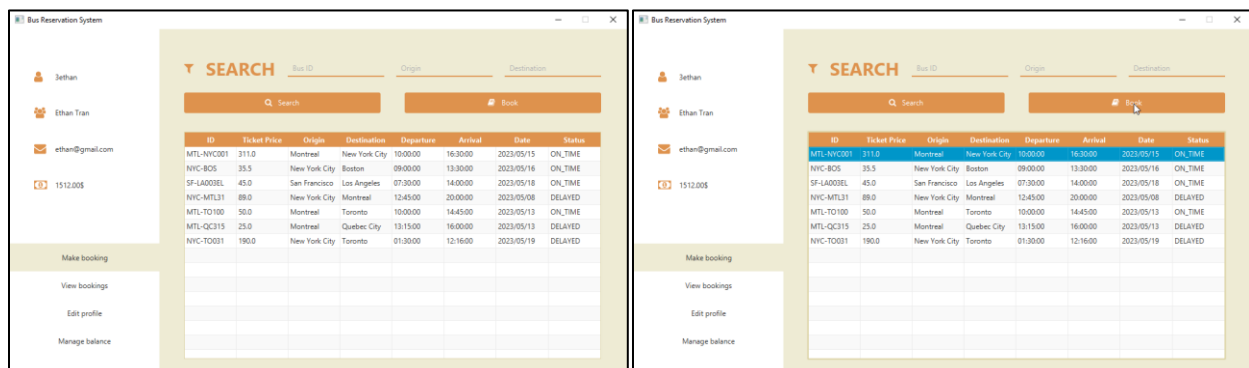 Bus Reservation System
3ethan
Ethan Tran
ethan@gmail.com
1512.00$
Make booking
View bookings
Edit profile
Manage balance
SEARCH Bus ID Origin Destination
Search Book
ID Ticket Price Origin Destination Departure Arrival Date Status
MTL-NYC001 311.0 Montreal New York City 10:00:00 16:30:00 2023/05/15 ON_TIME
NYC-BOS 35.5 New York City Boston 09:00:00 13:30:00 2023/05/16 ON_TIME
SF-LA003EL 45.0 San Francisco Los Angeles 07:30:00 14:00:00 2023/05/18 ON_TIME
NYC-MTL31 89.0 New York City Montreal 12:45:00 20:00:00 2023/05/08 DELAYED
MTL-TO100 50.0 Montreal Toronto 10:00:00 14:45:00 2023/05/13 ON_TIME
MTL-QC315 25.0 Montreal Quebec City 13:15:00 16:00:00 2023/05/13 DELAYED
NYC-TO031 190.0 New York City Toronto 01:30:00 12:16:00 2023/05/19 DELAYED
Bus Reservation System
3ethan
Ethan Tran
ethan@gmail.com
1512.00$
Make booking
View bookings
Edit profile
Manage balance
SEARCH Bus ID Origin Destination
Search Book
ID Ticket Price Origin Destination Departure Arrival Date Status
MTL-NYC001 311.0 Montreal New York City 10:00:00 16:30:00 2023/05/15 ON_TIME
NYC-BOS 35.5 New York City Boston 09:00:00 13:30:00 2023/05/16 ON_TIME
SF-LA003EL 45.0 San Francisco Los Angeles 07:30:00 14:00:00 2023/05/18 ON_TIME
NYC-MTL31 89.0 New York City Montreal 12:45:00 20:00:00 2023/05/08 DELAYED
MTL-TO100 50.0 Montreal Toronto 10:00:00 14:45:00 2023/05/13 ON_TIME
MTL-QC315 25.0 Montreal Quebec City 13:15:00 16:00:00 2023/05/13 DELAYED
NYC-TO031 190.0 New York City Toronto 01:30:00 12:16:00 2023/05/19 DELAYED